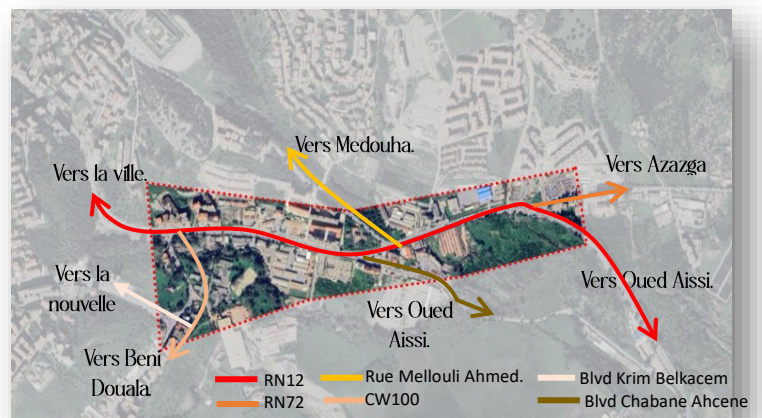 Vers Medouha.
Vers la ville.
Vers Azazga
Vers la
nouvelle
Vers Oued Aissi.
Vers Oued
Aissi.
Vers Beni
Douala.
RN12
Rue Mellouli Ahmed.
Blvd Krim Belkacem
RN72
CW100
Blvd Chabane Ahcene